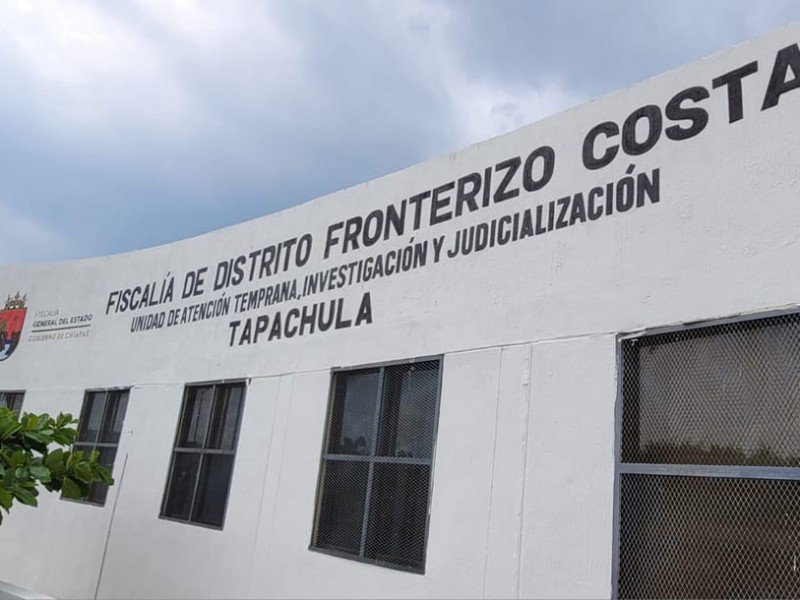 FISCALÍA DE DISTRITO FRONTERIZO COSTA
UNIDAD DE ATENCIÓN TEMPRANA, INVESTIGACIÓN Y JUDICIALIZACIÓN
TAPACHULA
FISCALÍA
GENERAL DEL ESTADO
GOBIERNO DE CHIAPAS